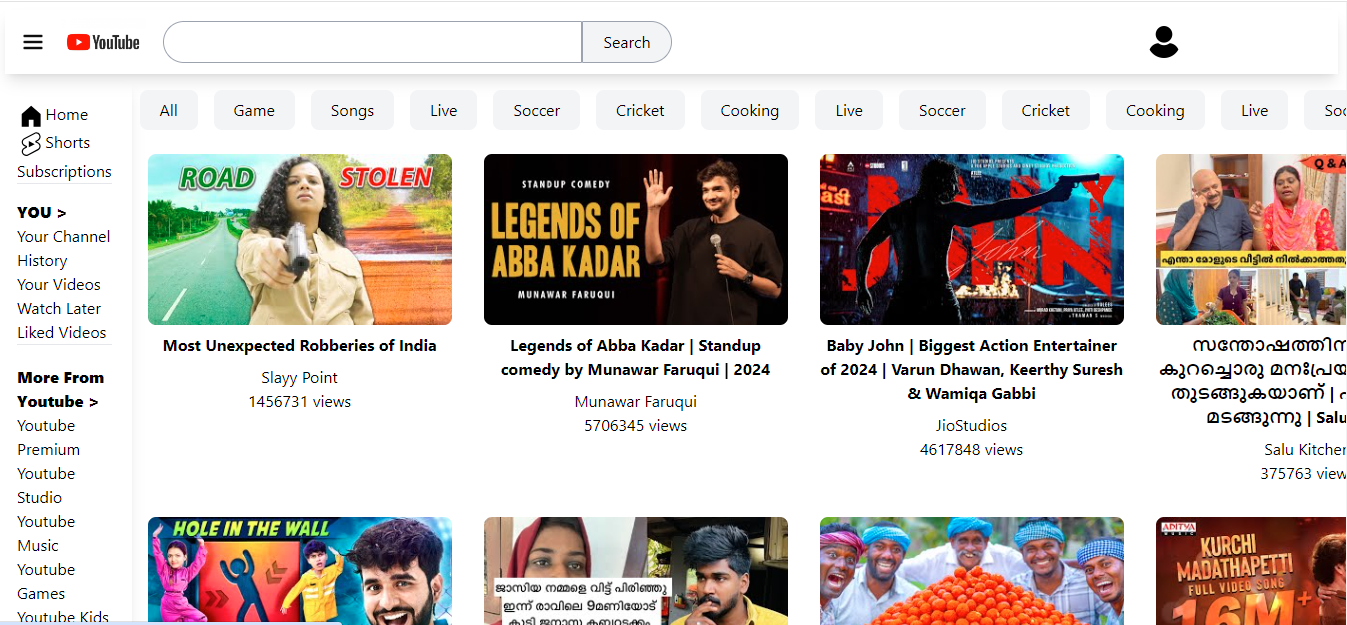 YouTube
Search
Home
Shorts
Subscriptions
YOU >
Your Channel
History
Your Videos
Watch Later
Liked Videos
More From
Youtube >
Youtube
Premium
Youtube
Studio
Youtube
Music
Youtube
Games
Youtube Kids
All Game Songs Live Soccer Cricket Cooking Live Soccer Cricket Cooking Live Soc
ROAD STOLEN
Most Unexpected Robberies of India
Slayy Point
1456731 views
STANDUP COMEDY
LEGENDS OF
ABBA KADAR
MUNAWAR FARUQUI
Legends of Abba Kadar | Standup
comedy by Munawar Faruqui | 2024
Munawar Faruqui
5706345 views
BABY
John
JOHN
Baby John | Biggest Action Entertainer
of 2024 | Varun Dhawan, Keerthy Suresh
& Wamiqa Gabbi
JioStudios
4617848 views
Q & A
എന്താ മോളുടെ വീട്ടിൽ നിൽക്കാത്തതു
സന്തോഷത്തിന
കുറച്ചൊരു മനഃപ്രയ
തുടങ്ങുകയാണ് |
മടങ്ങുന്നു | Salu
Salu Kitchen
375763 view
HOLE IN THE WALL
ജാസിയ നമ്മളെ വിട്ട് പിരിഞ്ഞു
ഇന്ന് രാവിലെ 9മണിയോട്
കൂടി ജനാസ കബറടക്കം
ADITYA
MUSIC
KURCHI
MADATHAPETTI
FULL VIDEO SONG
16M+